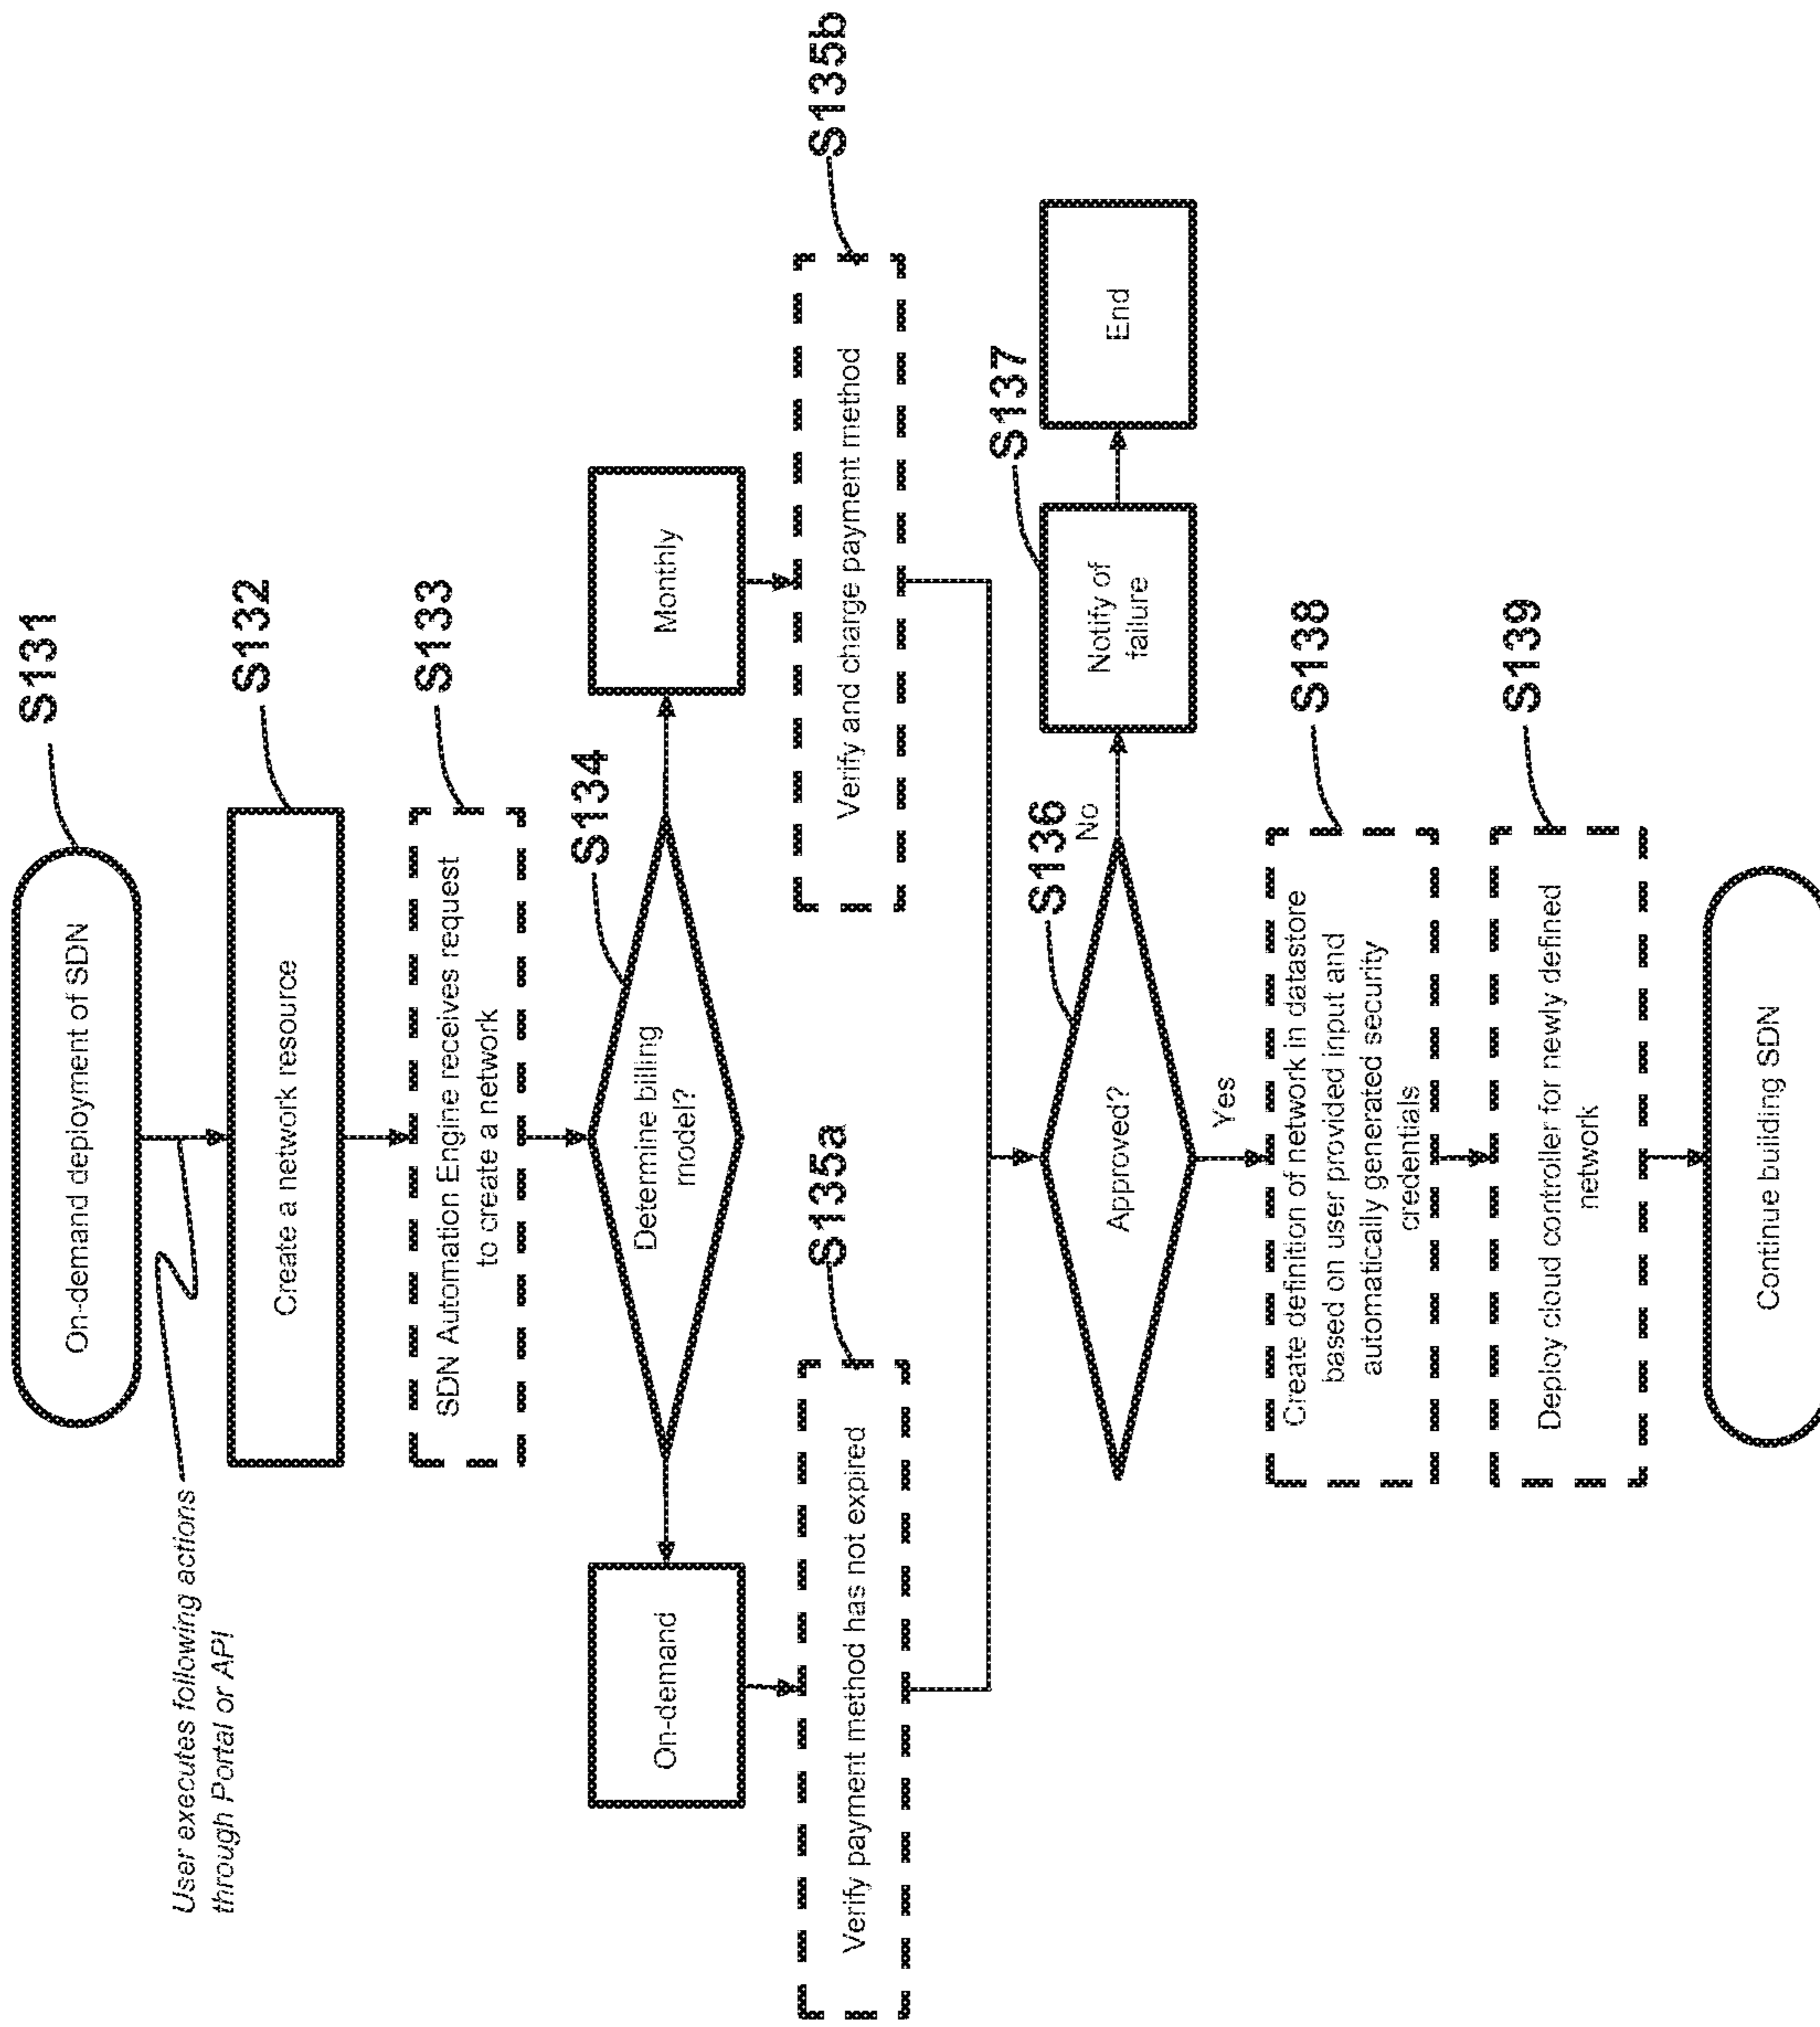 On-demand deployment of SDN
S131
User executes following actions
through Portal or API
Create a network resource
S132
SDN Automation Engine receives request
to create a network
S133
Determine billing
model?
S134
On-demand
Monthly
Verify payment method has not expired
S135a
Verify and charge payment method
S135b
Approved?
S136
No
Notify of
failure
S137
End
Yes
Create definition of network in datastore
based on user provided input and
automatically generated security
credentials
S138
Deploy cloud controller for newly defined
network
S139
Continue building SDN